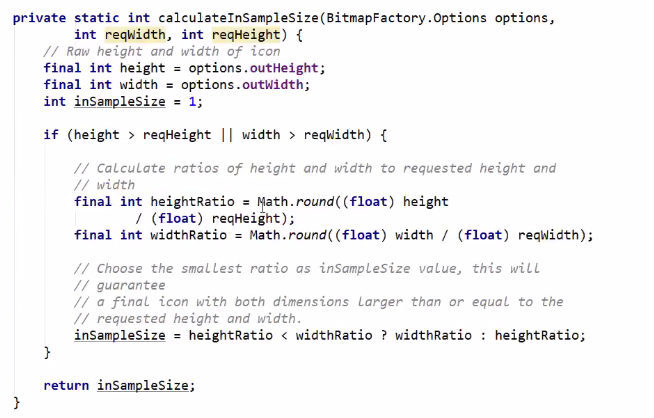 private static int calculateInSampleSize(BitmapFactory.Options options,
int reqWidth, int reqHeight) {
// Raw height and width of icon
final int height = options.outHeight;
final int width = options.outWidth;
int inSampleSize = 1;
if (height > reqHeight || width > reqWidth) {
// Calculate ratios of height and width to requested height and
// width
final int heightRatio = Math.round((float) height
/ (float) reqHeight);
final int widthRatio = Math.round((float) width / (float) reqWidth);
// Choose the smallest ratio as inSampleSize value, this will
// guarantee
// a final icon with both dimensions larger than or equal to the
// requested height and width.
inSampleSize = heightRatio < widthRatio ? widthRatio : heightRatio;
}
return inSampleSize;
}